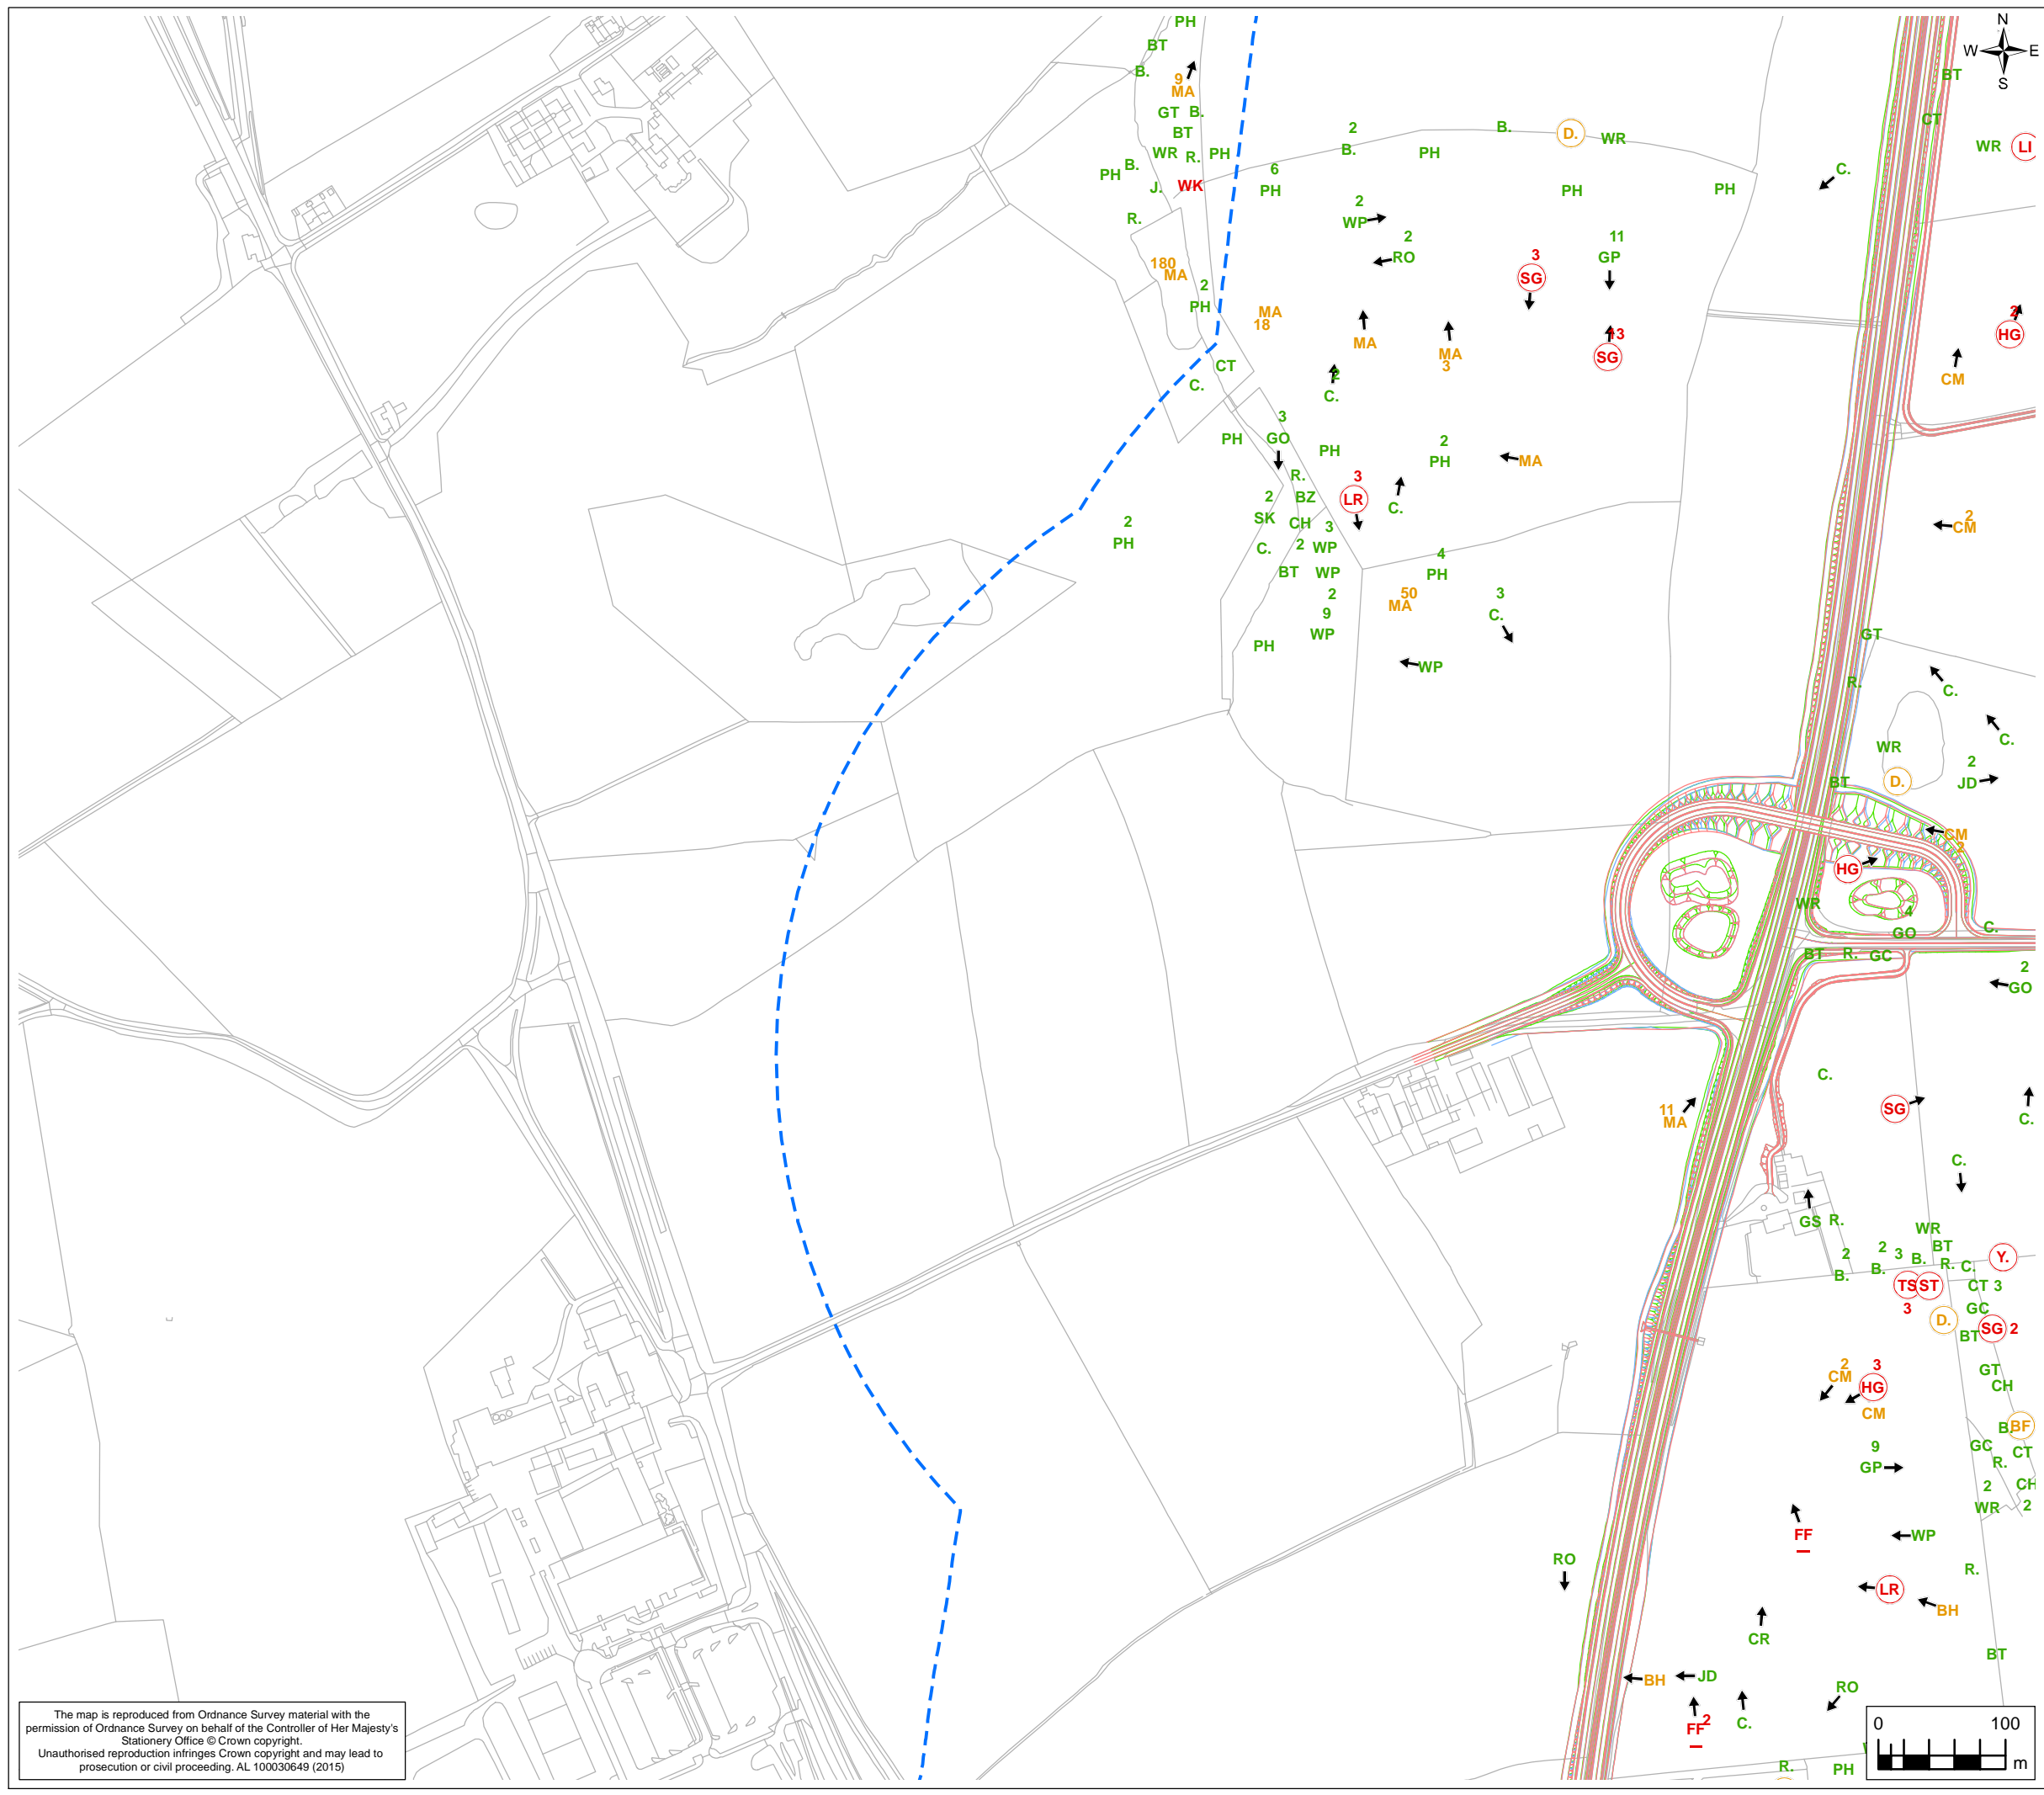 N
W E
S
PH
BT
B.
9
MA
GT B.
BT
WR R. PH
PH B.
J. WK
R.
180
MA
2
PH
2
B.
B.
D.
WR
PH
6
PH
PH
PH
2
WP
2
RO
3
SG
11
GP
MA
18
MA
MA
3
SG
CT
C.
2
C.
PH
3
GO
PH
2
PH
MA
R.
2
SK
BZ
CH
3
LR
C.
2
PH
C.
2
3
WP
BT
WP
2
9
WP
PH
4
PH
50
MA
3
C.
WP
BT
CT
WR
LI
C.
2
HG
CM
2
CM
GT
R.
C.
C.
WR
2
JD
D.
BT
CM
2
HG
WR
4
GO
C.
BT R. GC
2
GO
C.
11
MA
SG
C.
C.
GS R.
WR
2
B.
2
B.
3
B.
BT
R. C.
Y.
TS ST
3
CT 3
GC
D.
BT
SG 2
2
CM
3
HG
CM
GT
CH
B.
BF
GC
CT
R.
9
GP
2
WR
CH
2
FF
WP
RO
R.
LR
BH
CR
BT
BH
JD
RO
FF 2
C.
R.
PH
0 100
m
The map is reproduced from Ordnance Survey material with the
permission of Ordnance Survey on behalf of the Controller of Her Majesty's
Stationery Office © Crown copyright.
Unauthorised reproduction infringes Crown copyright and may lead to
prosecution or civil proceeding. AL 100030649 (2015)